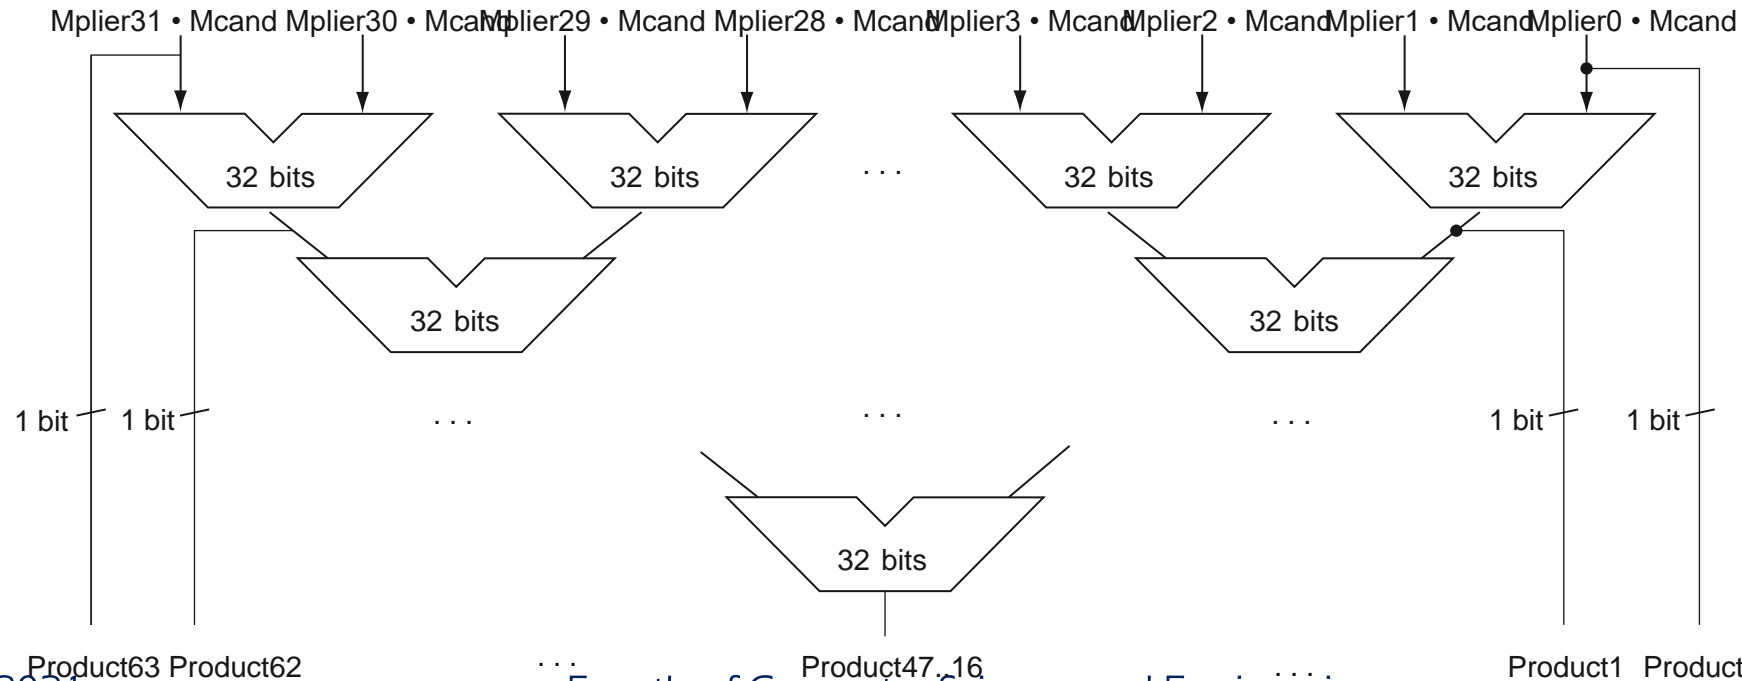 Mplier31 • Mcand Mplier30 • Mcand Mplier29 • Mcand Mplier28 • Mcand Mplier3 • Mcand Mplier2 • Mcand Mplier1 • Mcand Mplier0 • Mcand
32 bits 32 bits . . . 32 bits 32 bits
32 bits 32 bits
1 bit 1 bit . . . . . . . . . 1 bit 1 bit
32 bits
Product63 Product62 . . . Product47..16 . . . . Product1 Product